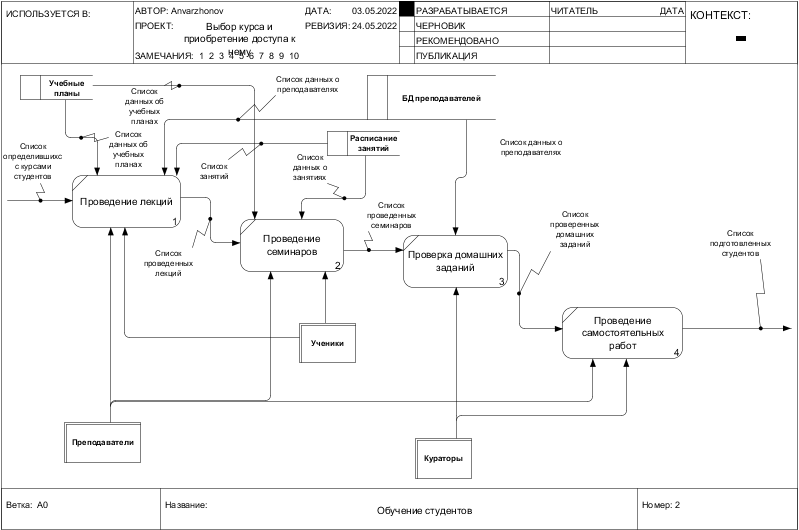 ИСПОЛЬЗУЕТСЯ В:
АВТОР: Anvarzhonov
ДАТА: 03.05.2022
ПРОЕКТ: Выбор курса и
приобретение доступа к
нему
РЕВИЗИЯ: 24.05.2022
ЗАМЕЧАНИЯ: 1 2 3 4 5 6 7 8 9 10
РАЗРАБАТЫВАЕТСЯ
ЧЕРНОВИК
РЕКОМЕНДОВАНО
ПУБЛИКАЦИЯ
ЧИТАТЕЛЬ ДАТА
КОНТЕКСТ:
Учебные
планы
Список
данных об
учебных
планах
Список данных о
преподавателях
БД преподавателей
Список
данных об
учебных
планах
Расписание
занятий
Список данных о
преподавателях
Список
определившихс
с курсами
студентов
Список
занятий
Список
данных о
занятиях
Проведение лекций
1
Список
проведенных
лекций
Проведение
семинаров
2
Список
проведенных
семинаров
Проверка домашних
заданий
3
Список
проверенных
домашних
заданий
Список
подготовленных
студентов
Проведение
самостоятельных
работ
4
Ученики
Преподаватели
Кураторы
Ветка: A0
Название:
Обучение студентов
Номер: 2